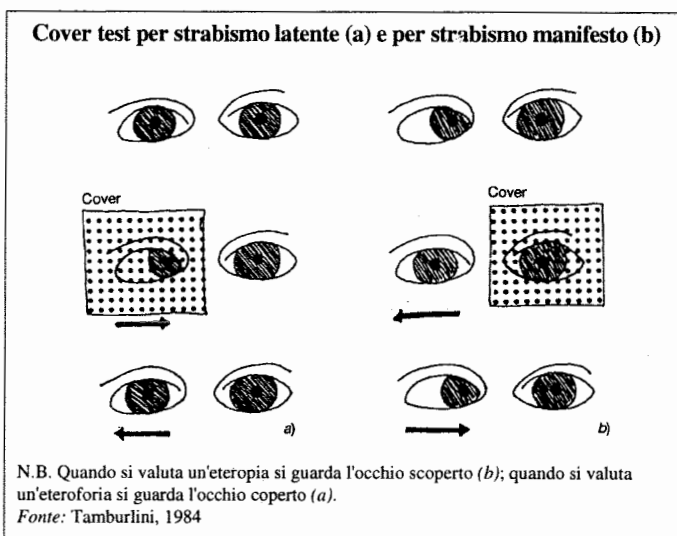 Cover test per strabismo latente (a) e per strabismo manifesto (b)
Cover
Cover
a)
b)
N.B. Quando si valuta un'eteropia si guarda l'occhio scoperto (b); quando si valuta
un'eteroforia si guarda l'occhio coperto (a).
Fonte: Tamburlini, 1984